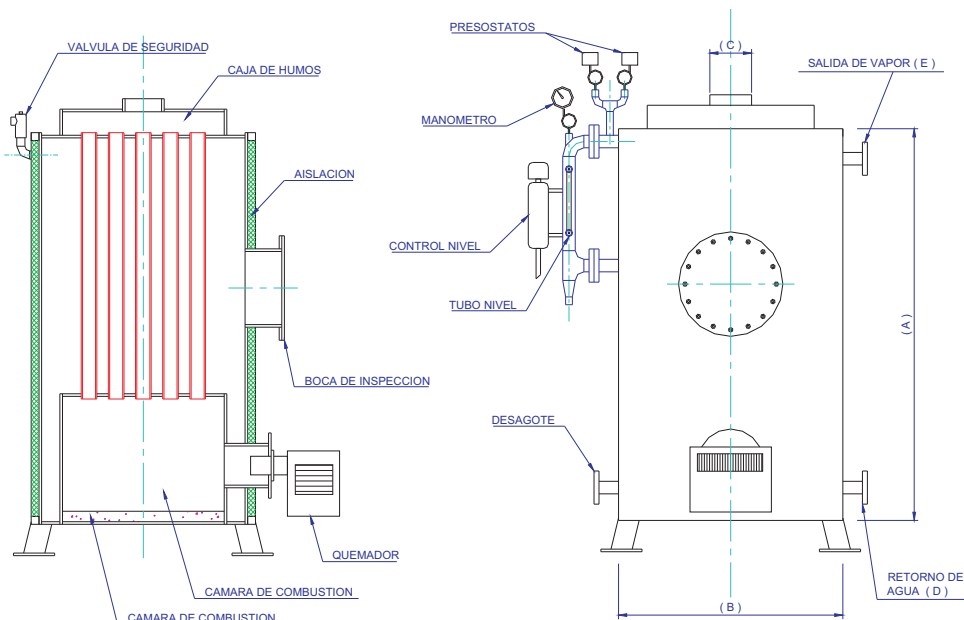 VALVULA DE SEGURIDAD
CAJA DE HUMOS
AISLACION
BOCA DE INSPECCION
QUEMADOR
CAMARA DE COMBUSTION
CAMARA DE COMBUSTION
PRESOSTATOS
( C )
SALIDA DE VAPOR ( E )
MANOMETRO
CONTROL NIVEL
TUBO NIVEL
( A )
DESAGOTE
RETORNO DE
AGUA ( D )
( B )